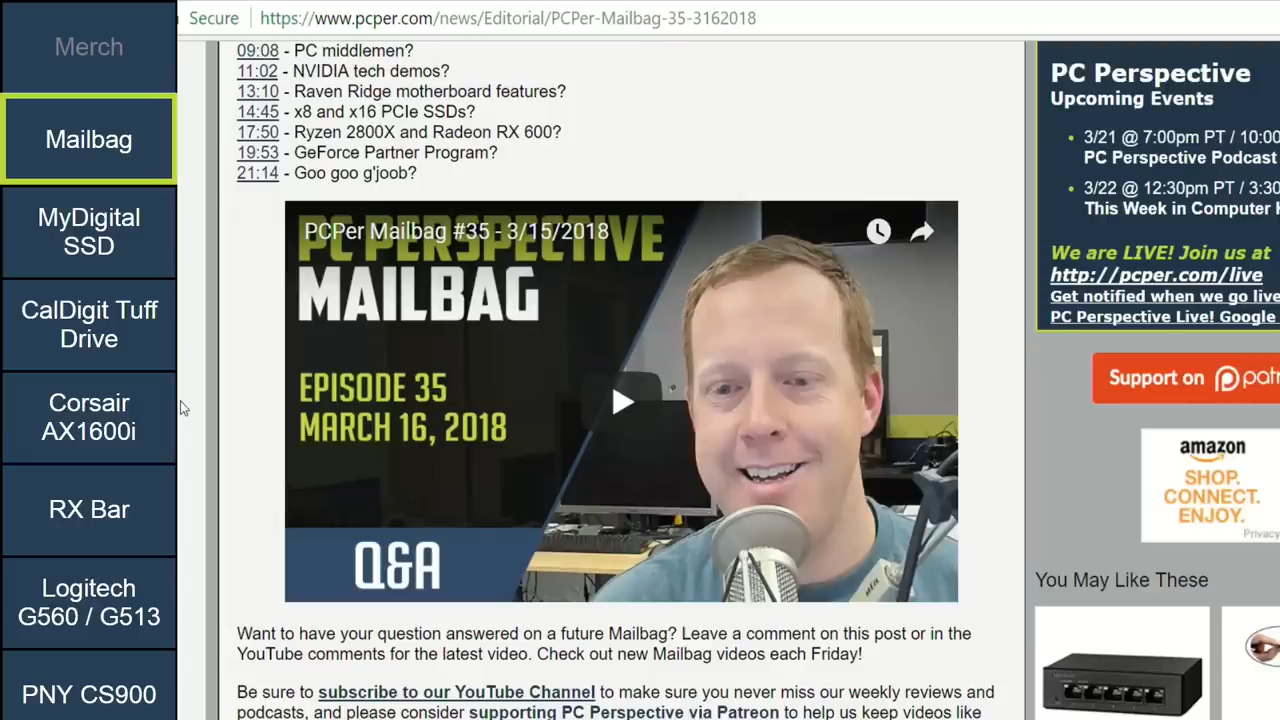 Merch
Mailbag
MyDigital
SSD
CalDigit Tuff
Drive
Corsair
AX1600i
RX Bar
Logitech
G560 / G513
PNY CS900
Secure
https://www.pcper.com/news/Editorial/PCPer-Mailbag-35-3162018
09:08 - PC middlemen?
11:02 - NVIDIA tech demos?
13:10 - Raven Ridge motherboard features?
14:45 - x8 and x16 PCIe SSDs?
17:50 - Ryzen 2800X and Radeon RX 600?
19:53 - GeForce Partner Program?
21:14 - Goo goo g'joob?
PCPer Mailbag #35 - 3/15/2018
PC PERSPECTIVE
MAILBAG
EPISODE 35
MARCH 16, 2018
Q&A
Want to have your question answered on a future Mailbag? Leave a comment on this post or in the
YouTube comments for the latest video. Check out new Mailbag videos each Friday!
Be sure to subscribe to our YouTube Channel to make sure you never miss our weekly reviews and
podcasts, and please consider supporting PC Perspective via Patreon to help us keep videos like
PC Perspective
Upcoming Events
• 3/21 @ 7:00pm PT / 10:00
PC Perspective Podcast
• 3/22 @ 12:30pm PT / 3:30
This Week in Computer
We are LIVE! Join us at
http://pcper.com/live
Get notified when we go live
PC Perspective Live! Google
Support on patr
amazon
SHOP.
CONNECT.
ENJOY.
Privacy
You May Like These